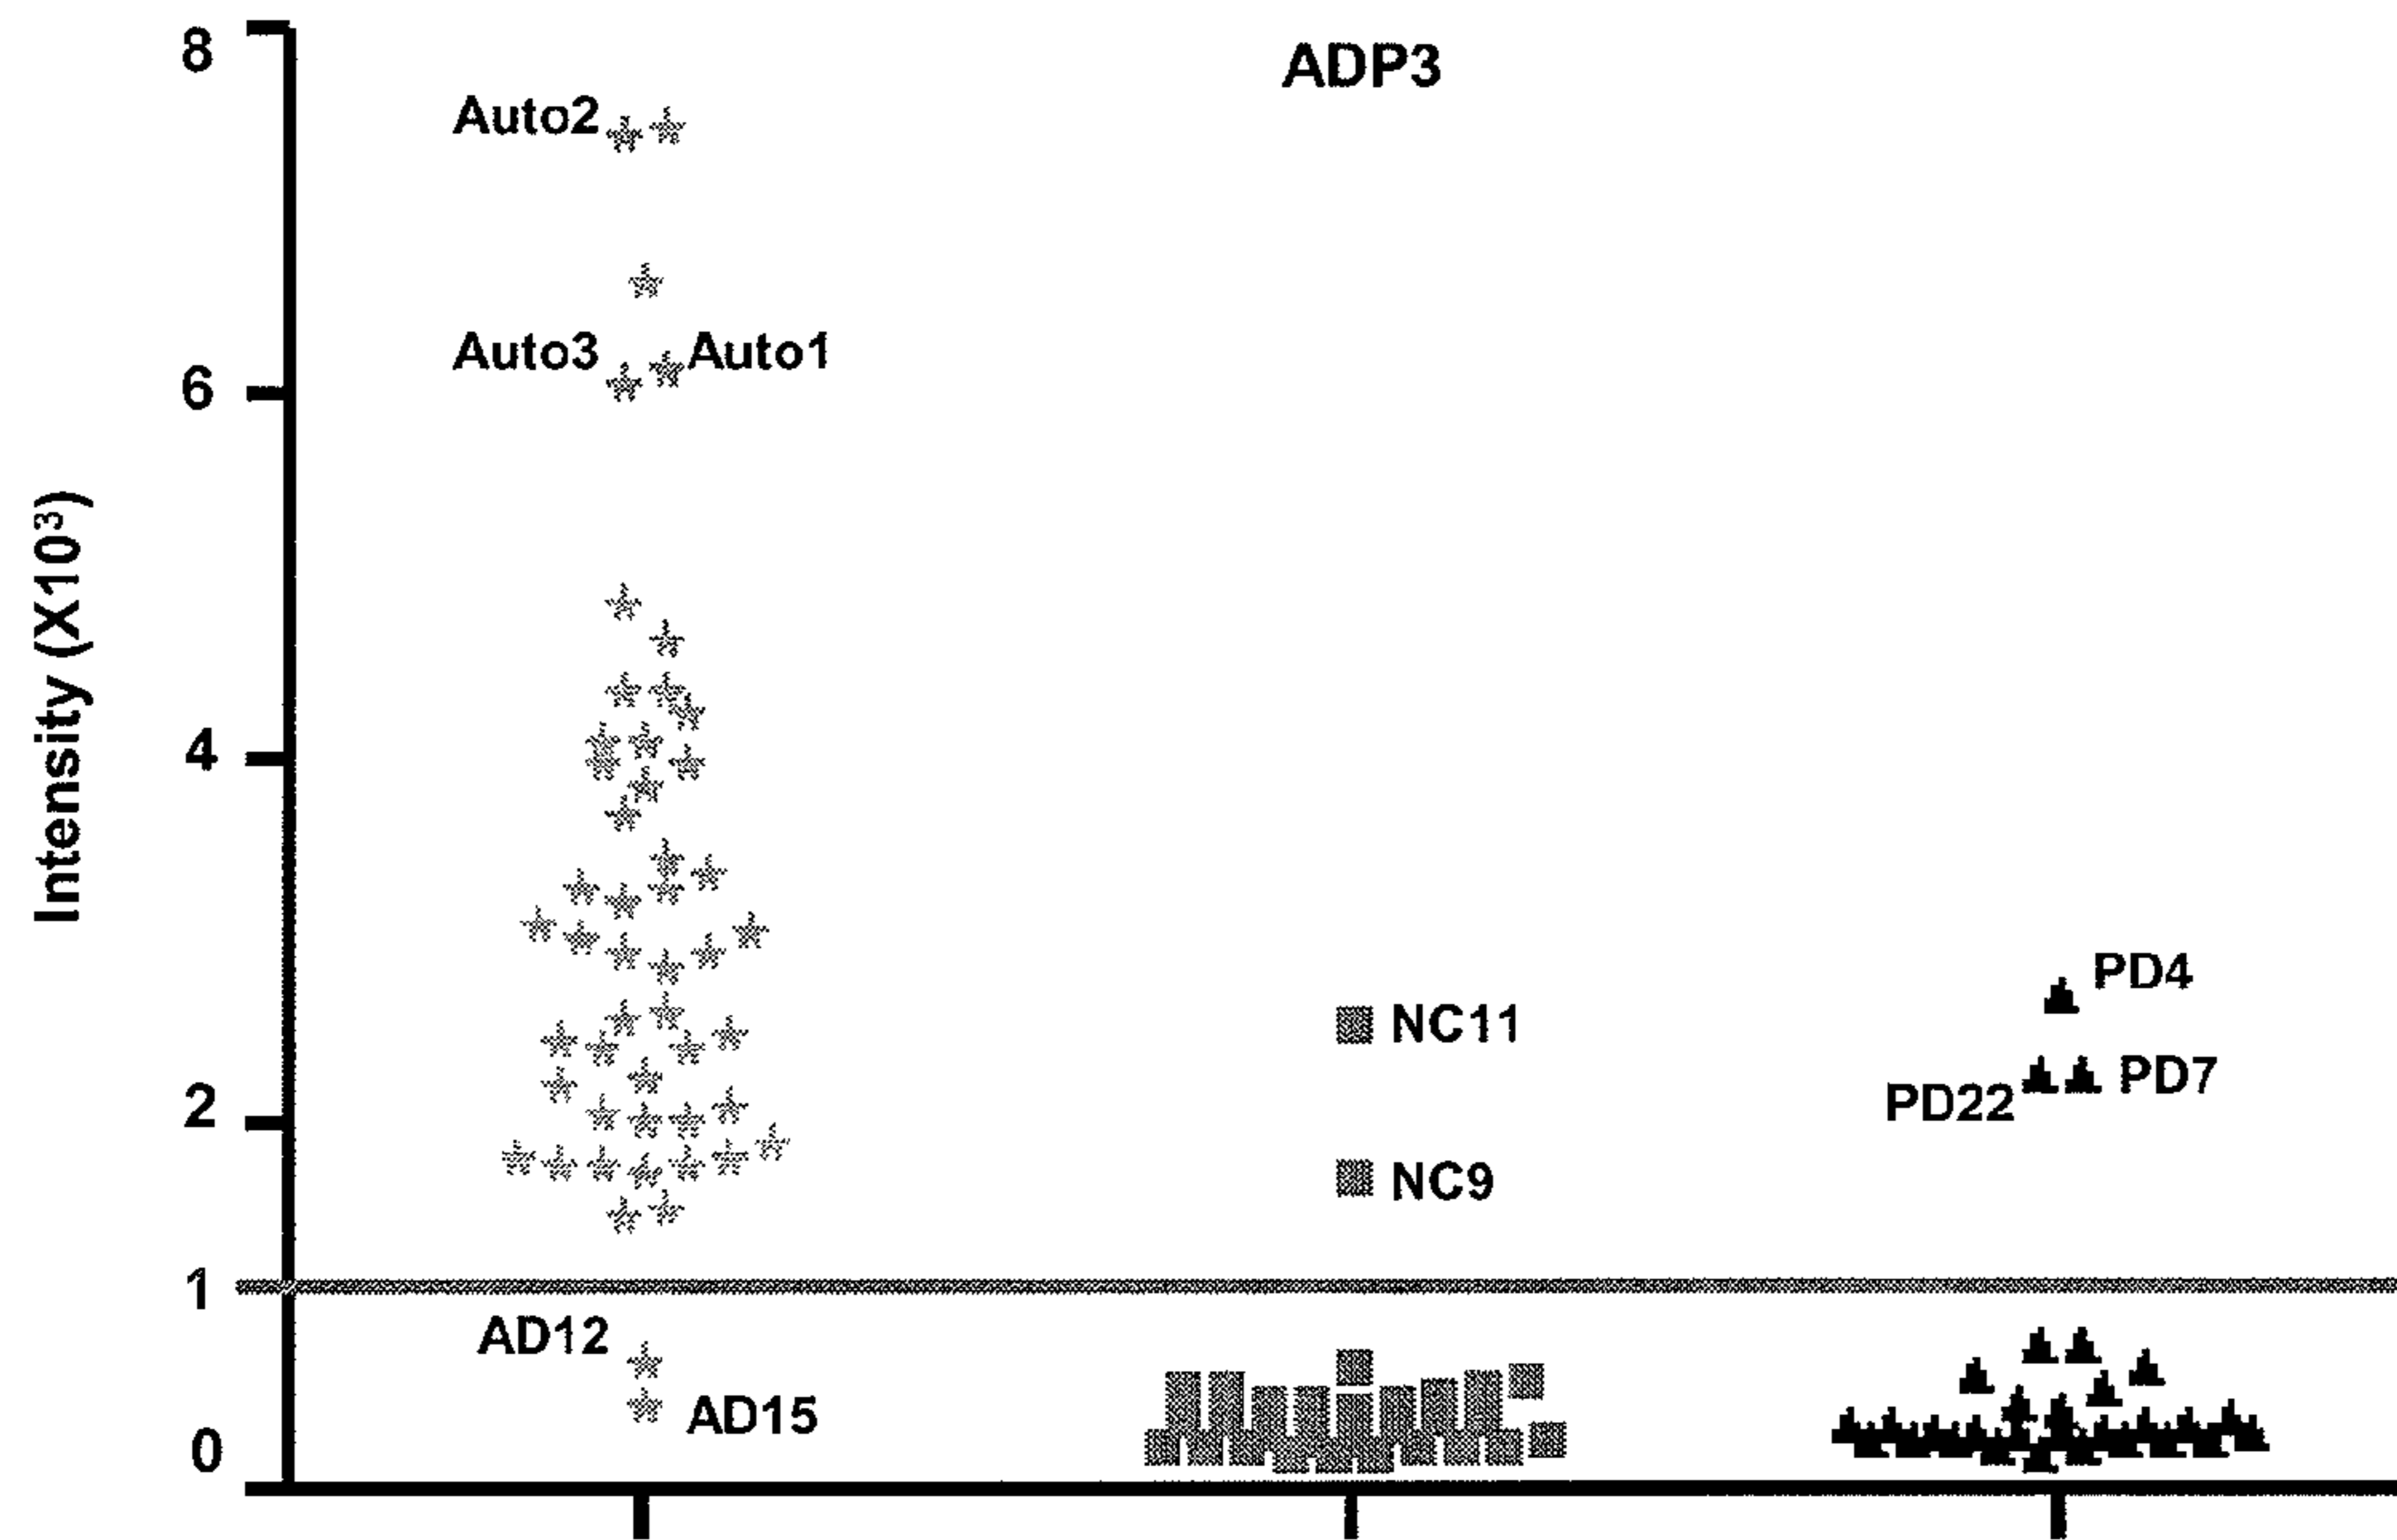 8
ADP3
Auto2
Auto3
Auto1
6
Intensity (X10³)
4
PD4
NC11
PD7
2
PD22
NC9
1
AD12
AD15
0